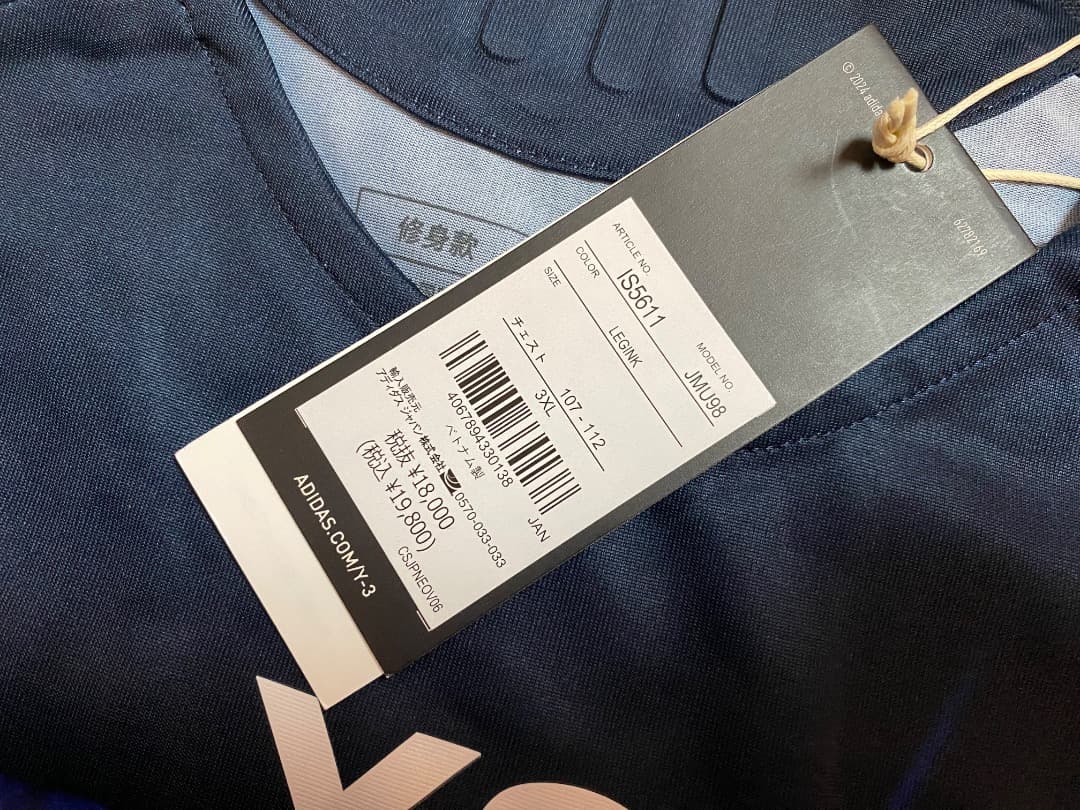 © 2024 adida
62202169
修身款
ARTICLE NO.
MODEL NO.
IS5611
JMU98
COLOR
LEGINK
SIZE
チェスト
107 - 112
3XL
4067894330138
JAN
ベトナム製
輸入販売元
アディダス ジャパン株式会社
0570-033-033
税抜 ¥18,000
(税込 ¥19,800)
CSJPNEOV06
ADIDAS.COM/Y-3